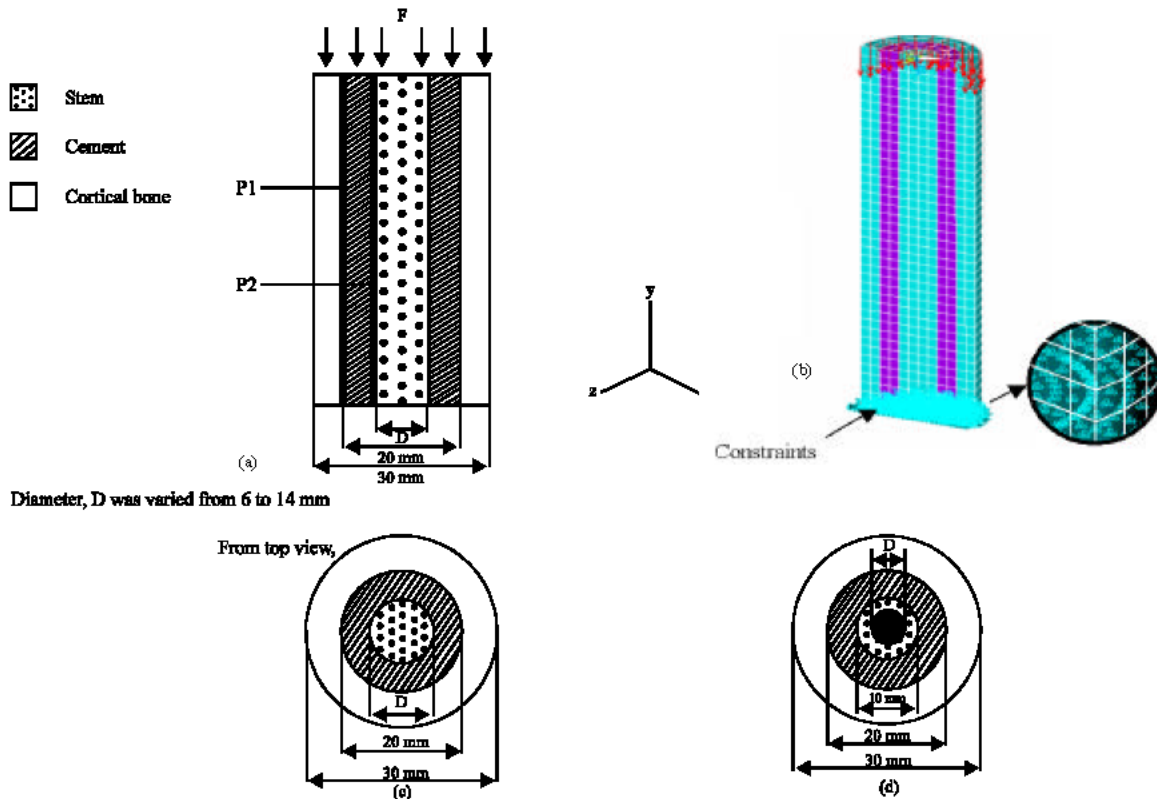 F
Stem
Cement
Cortical bone
P1
P2
D
20 mm
30 mm
(a)
y
z
(b)
Constraints
Diameter, D was varied from 6 to 14 mm
From top view,
D
20 mm
30 mm
(c)
D
10 mm
20 mm
30 mm
(d)